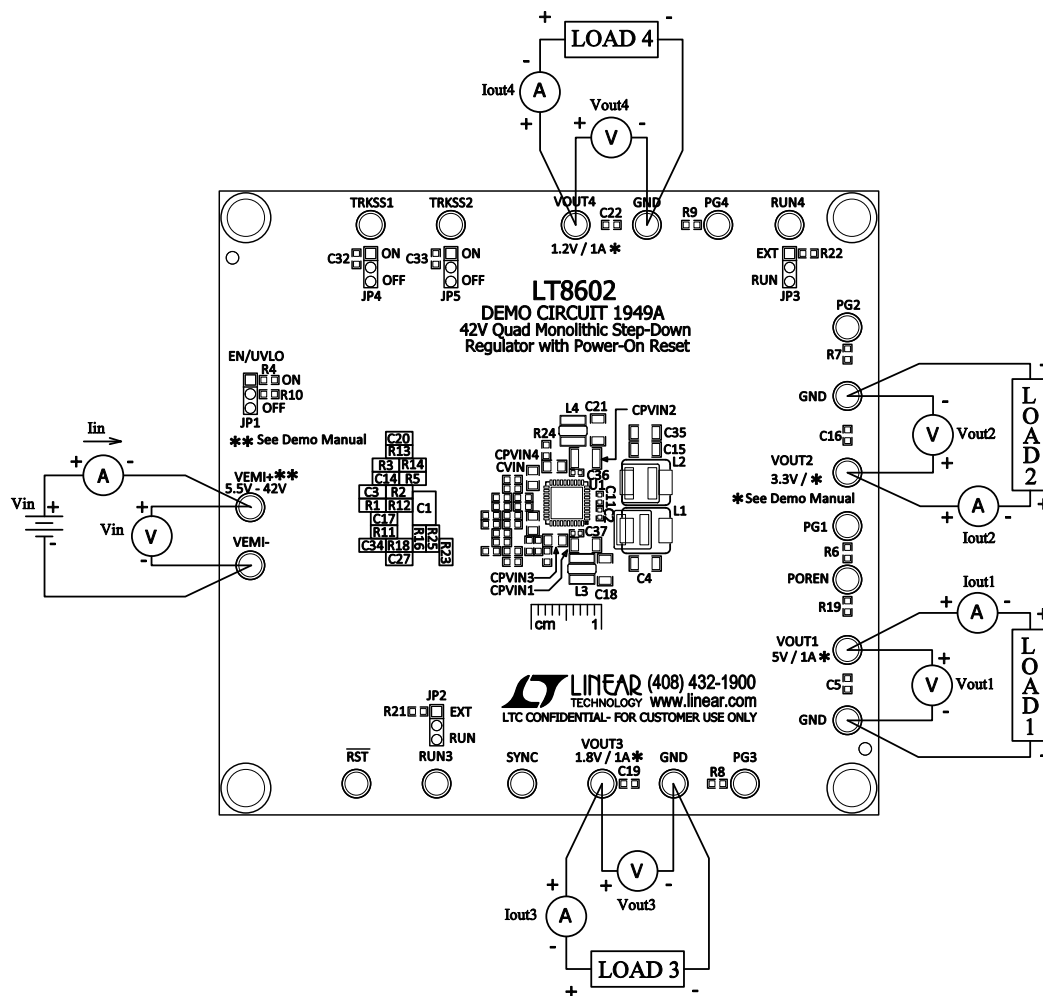 + LOAD 4 -
-
Iout4 A
+
Vout4
+ V -
TRKSS1 TRKSS2 VOUT4 C22 GND R9 PG4 RUN4
1.2V / 1A *
C32 ON C33 ON EXT R22
OFF OFF RUN
JP4 JP5 JP3
LT8602
DEMO CIRCUIT 1949A
42V Quad Monolithic Step-Down
Regulator with Power-On Reset
PG2
R7
EN/UVLO
R4
ON
R10
OFF
JP1
** See Demo Manual
GND
C16
VOUT2
3.3V / *
*See Demo Manual
-
V Vout2
+
-
LOAD 2
+
+ A -
Iout2
Iin
+ A -
Vin
+
-
+
Vin V
-
VEMI+**
5.5V - 42V
VEMI-
C20
R13
R3 R14
C14 R5
C3 R2
R1 R12 C1
C17
R11
C34 R18
C27
R16
R25
R23
L4 C21 CPVIN2
R24 C35
C15
CPVIN4 L2
CVIN C36
U1
C11
L1
C37
CPVIN3
CPVIN1
L3 C18
C4
cm 1
PG1
R6
POREN
R19
VOUT1
5V / 1A *
C5
GND
Iout1
+ A -
+
V Vout1
-
+
LOAD 1
-
LINEAR (408) 432-1900
TECHNOLOGY www.linear.com
LTC CONFIDENTIAL- FOR CUSTOMER USE ONLY
JP2
R21 EXT
RUN
RST RUN3 SYNC VOUT3 GND PG3
1.8V / 1A *
C19 R8
+ V -
Vout3
+
Iout3 A
-
LOAD 3
+ -